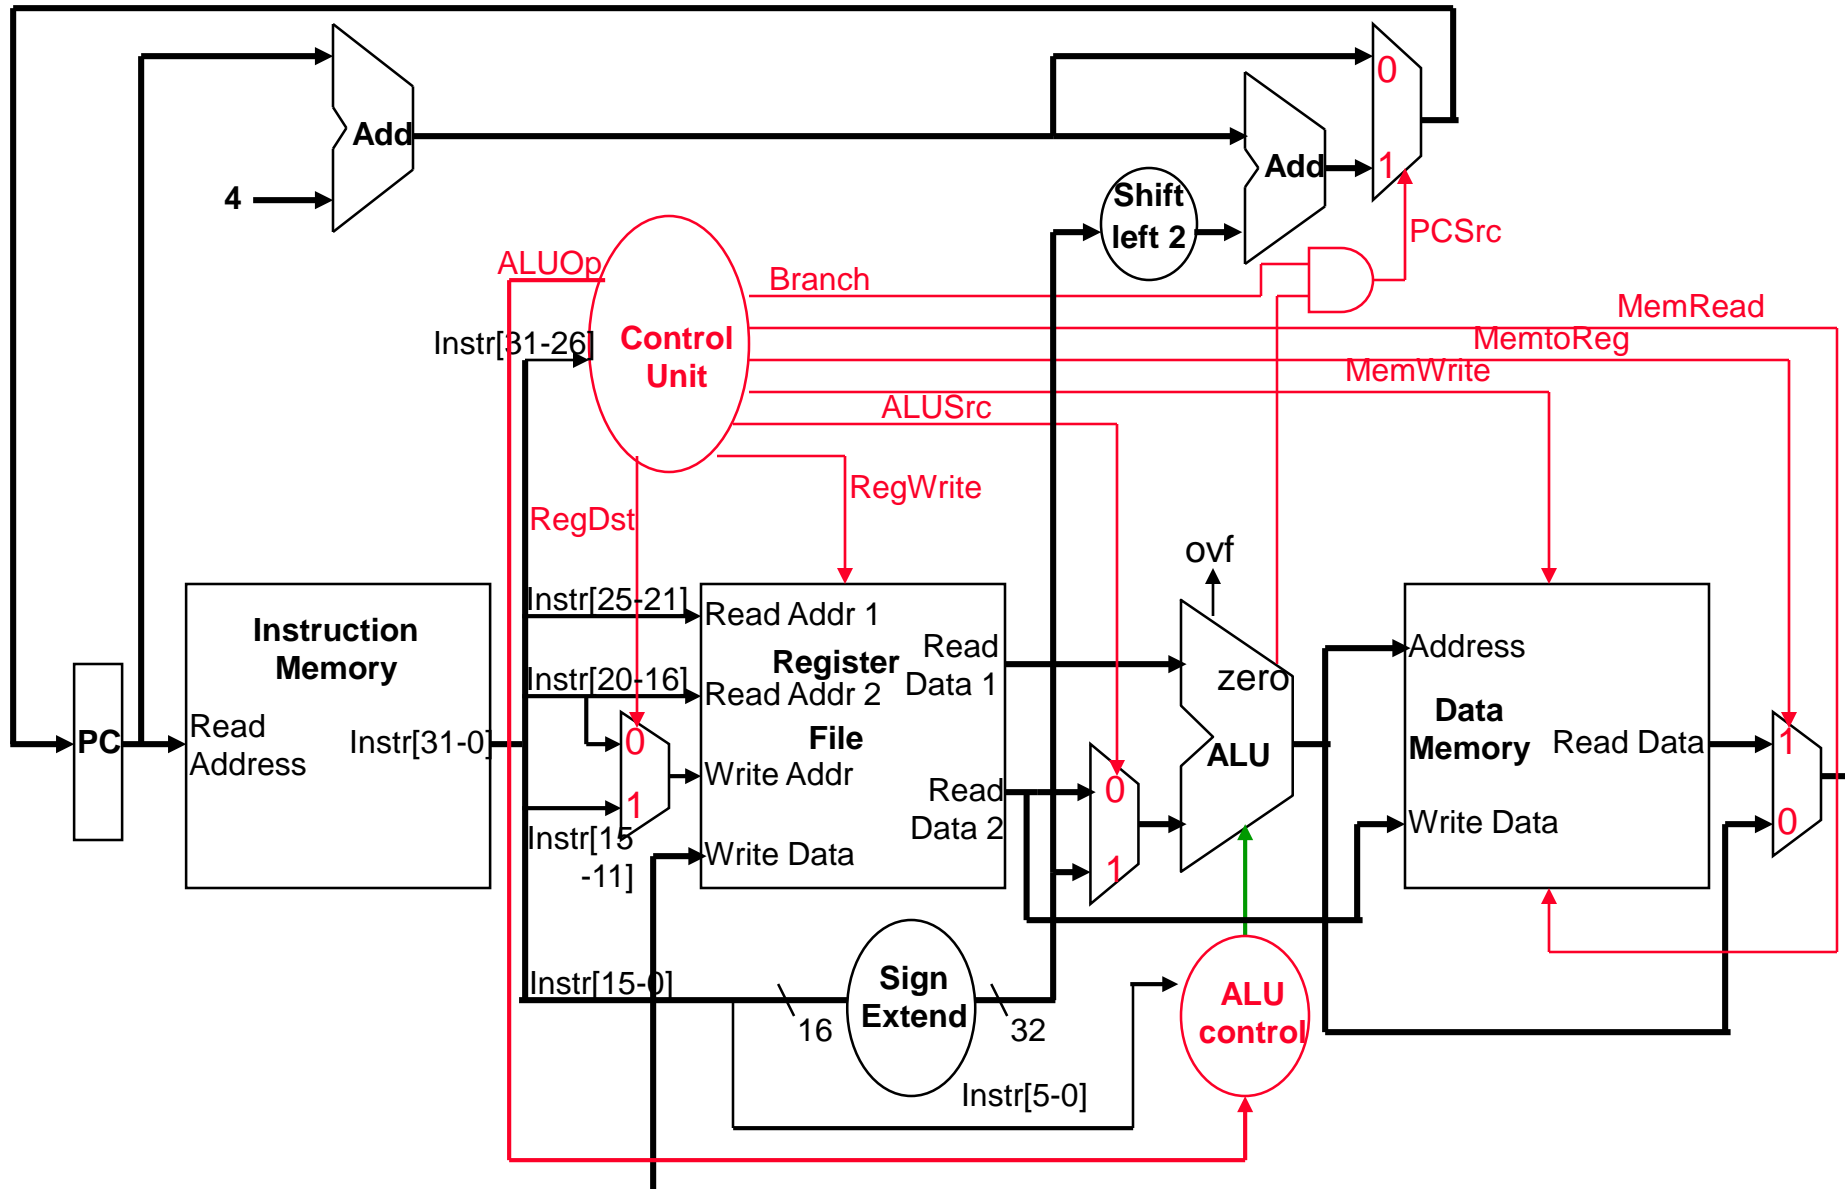 0
Add
Add
1
4
Shift
left 2
PCSrc
ALUOp
Branch
MemRead
Instr[31-26]
Control
Unit
MemtoReg
MemWrite
ALUSrc
RegWrite
RegDst
ovf
Instr[25-21]
Read Addr 1
Instruction
Memory
Register
Read
Data 1
zero
Address
Instr[20-16]
Read Addr 2
Data
Memory
PC
Read
Address
Instr[31-0]
0
File
Write Addr
ALU
Read Data
1
1
Read
Data 2
0
Write Data
0
Instr[15
-11]
Write Data
1
Instr[15-0]
Sign
Extend
16
32
ALU
control
Instr[5-0]